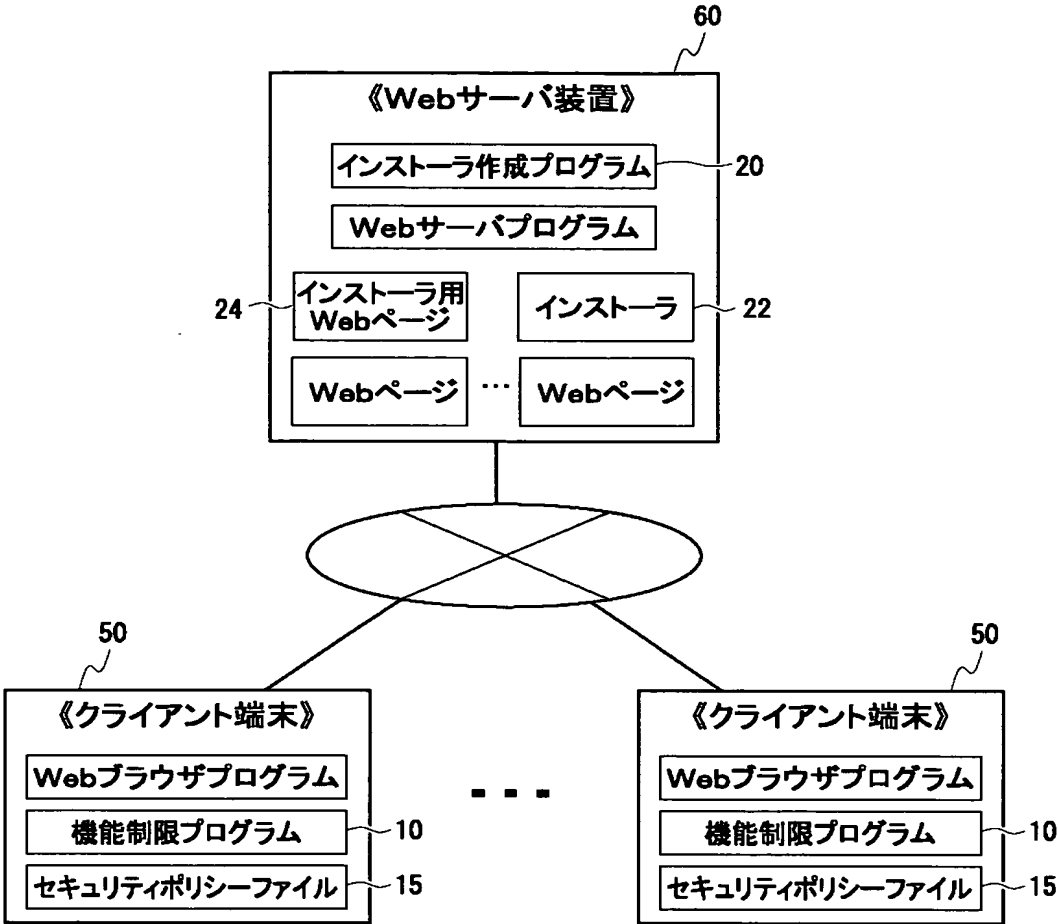 60
《Webサーバ装置》
インストーラ作成プログラム
20
Webサーバプログラム
24
インストーラ用
Webページ
インストーラ
22
Webページ
…
Webページ
50
50
《クライアント端末》
Webブラウザプログラム
機能制限プログラム
10
セキュリティポリシーファイル
15
《クライアント端末》
Webブラウザプログラム
機能制限プログラム
10
セキュリティポリシーファイル
15